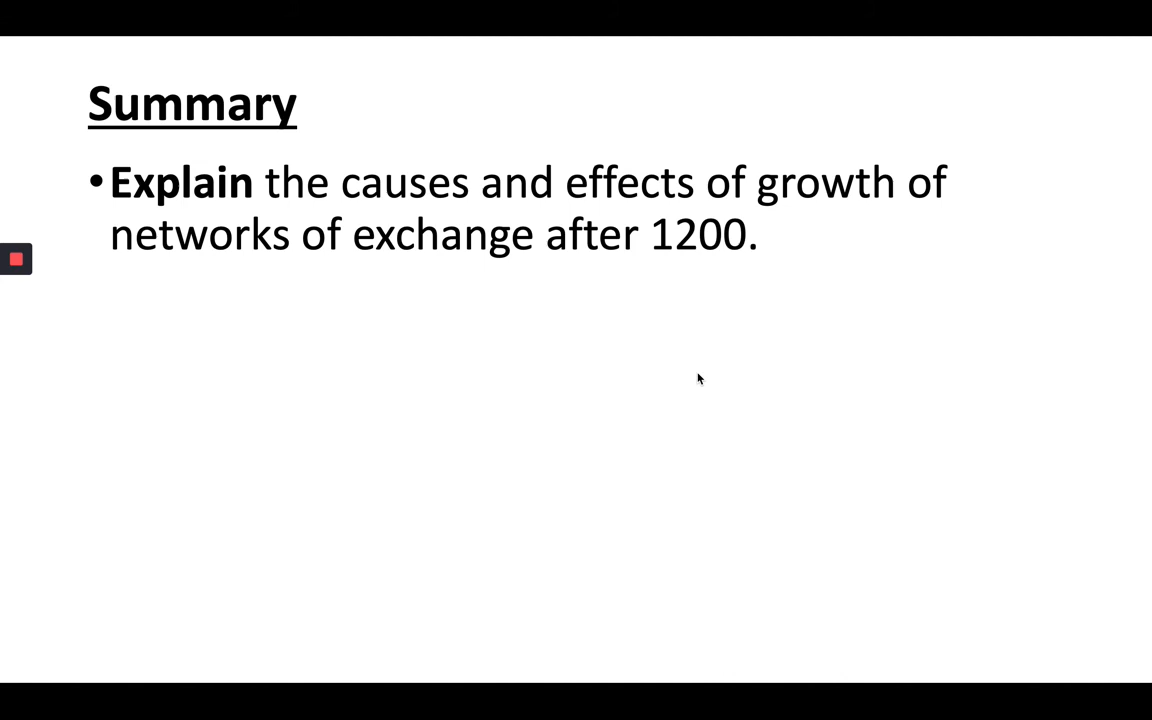 Summary
•Explain the causes and effects of growth of
networks of exchange after 1200.